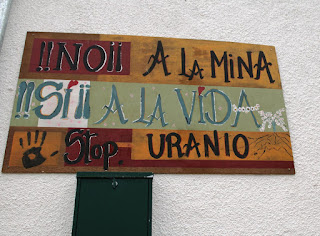 !!NO!! A LA MINA
!!SÍ!! A LA VIDA
Stop URANIO